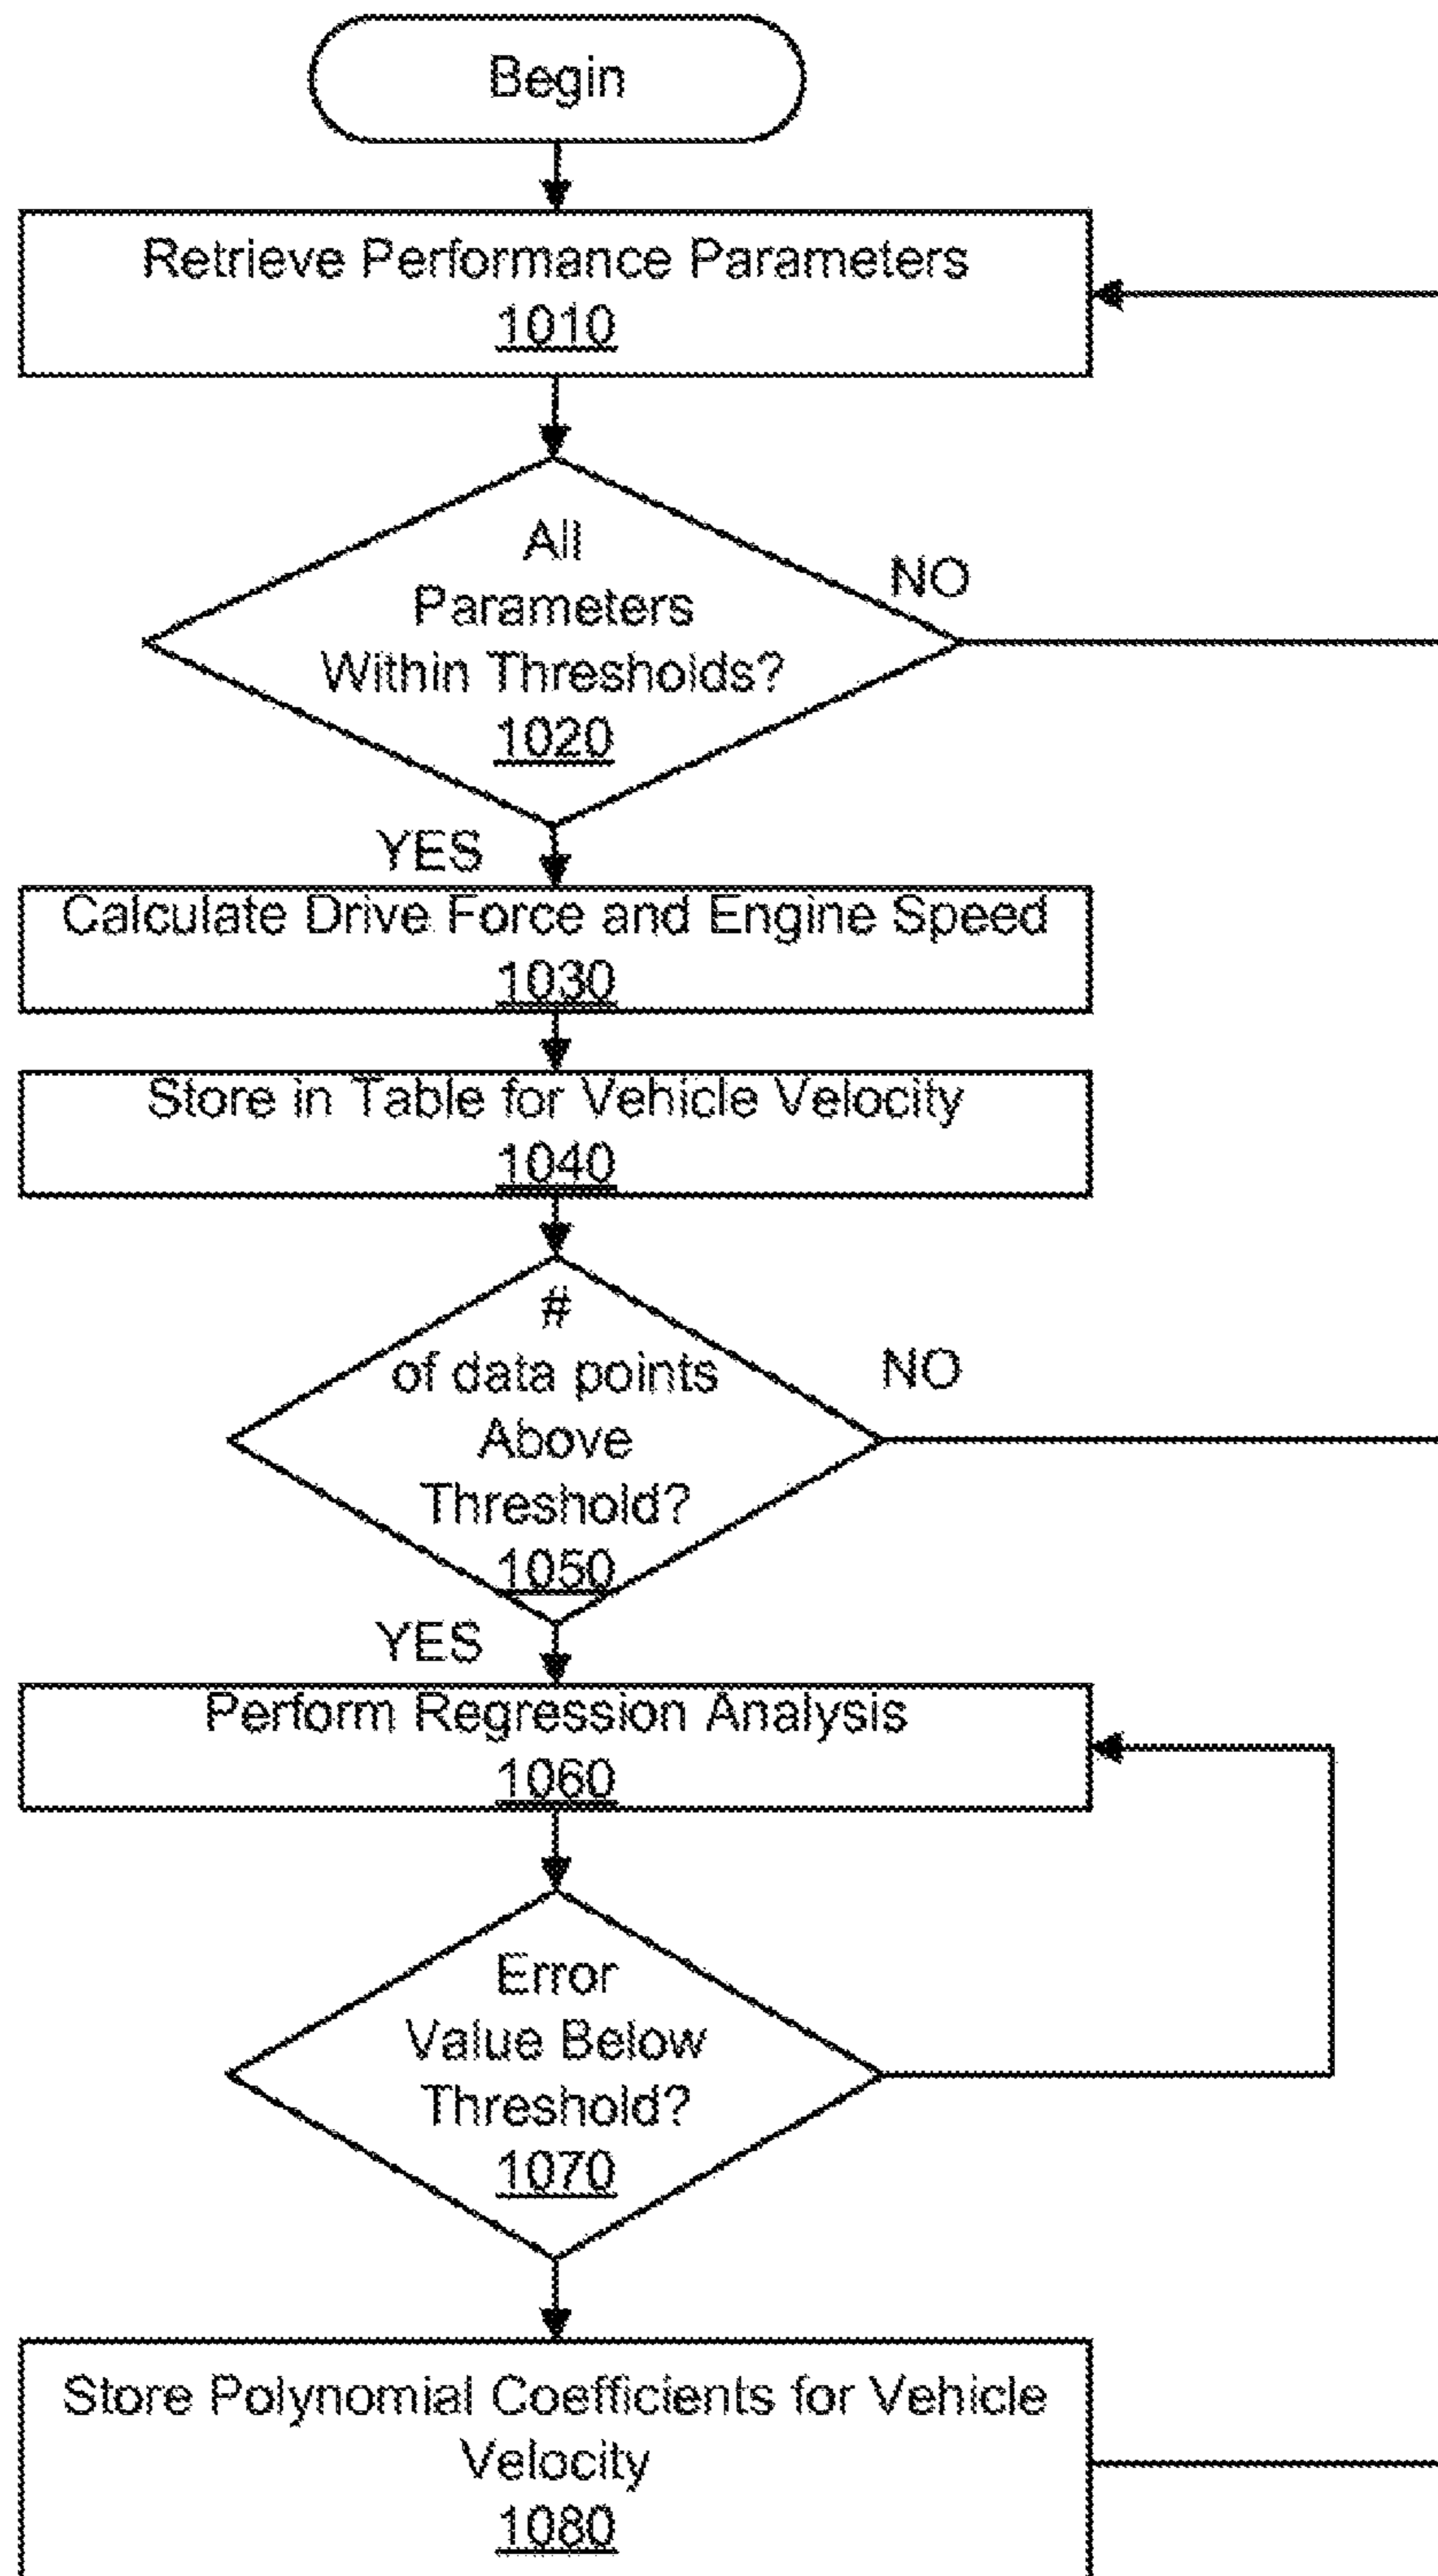 Begin
Retrieve Performance Parameters
1010
All
Parameters
Within Thresholds?
1020
NO
YES
Calculate Drive Force and Engine Speed
1030
Store in Table for Vehicle Velocity
1040
#
of data points
Above
Threshold?
1050
NO
YES
Perform Regression Analysis
1060
Error
Value Below
Threshold?
1070
Store Polynomial Coefficients for Vehicle
Velocity
1080